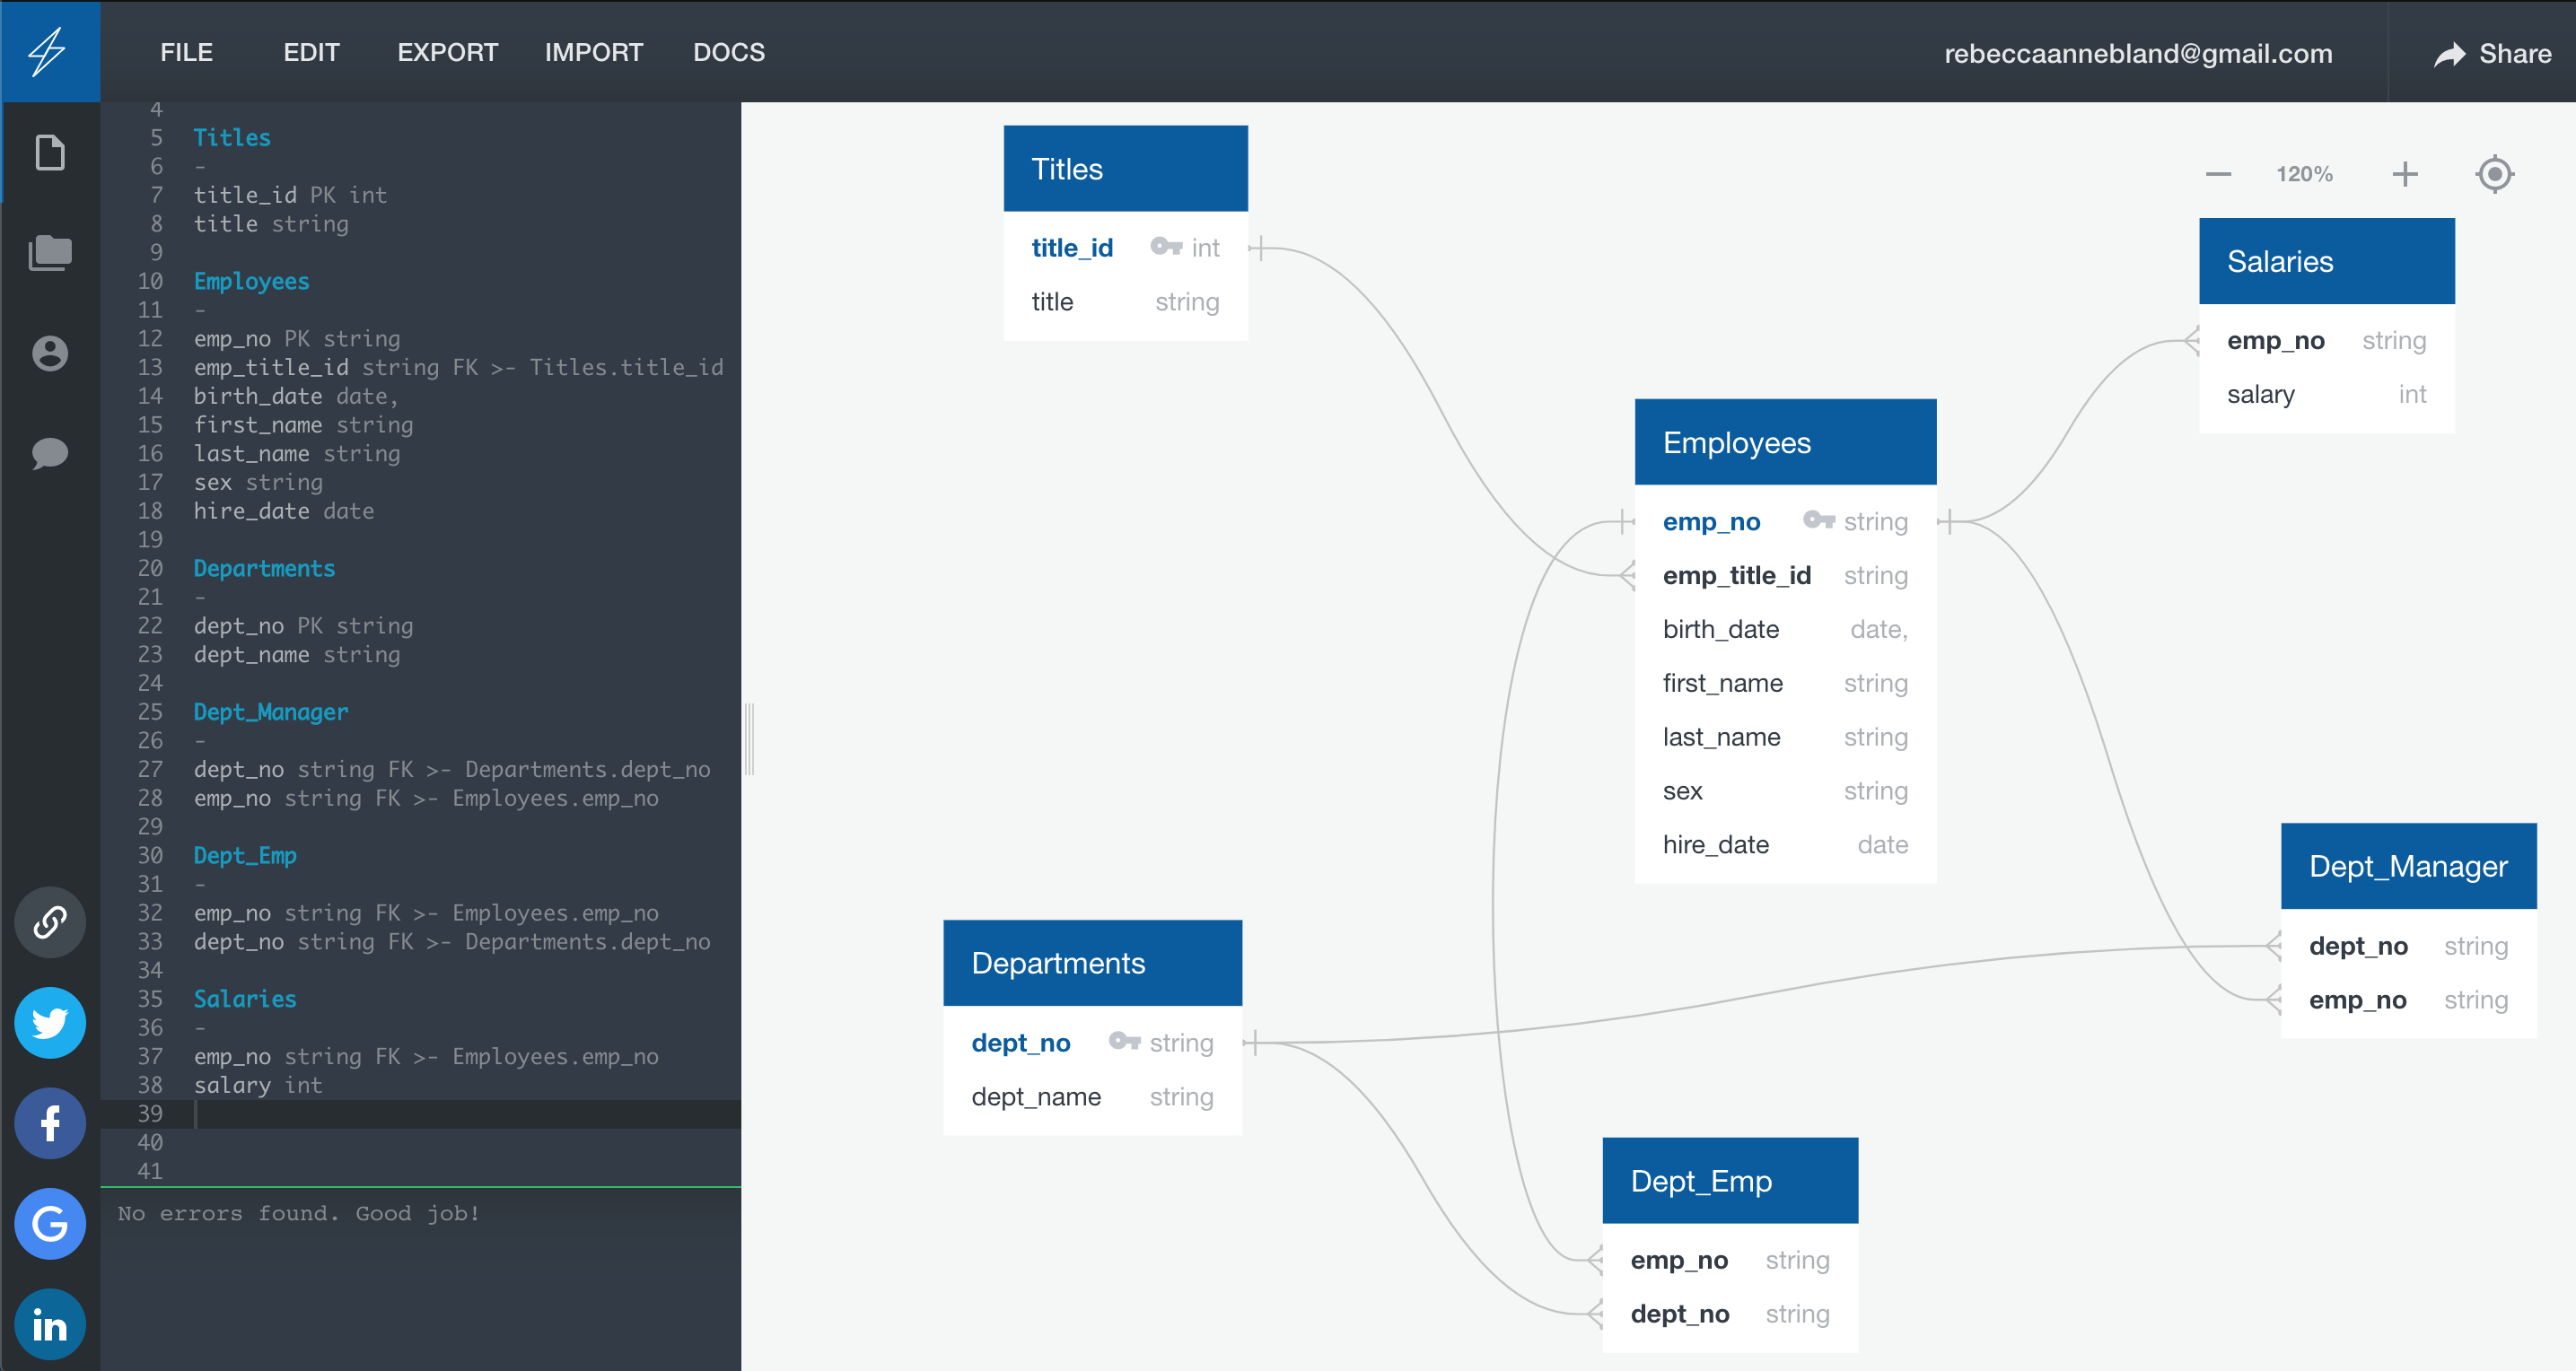 FILE EDIT EXPORT IMPORT DOCS
rebeccaannebland@gmail.com
Share
4
5 Titles
6 -
7 title_id PK int
8 title string
9
10 Employees
11 -
12 emp_no PK string
13 emp_title_id string FK >- Titles.title_id
14 birth_date date,
15 first_name string
16 last_name string
17 sex string
18 hire_date date
19
20 Departments
21 -
22 dept_no PK string
23 dept_name string
24
25 Dept_Manager
26 -
27 dept_no string FK >- Departments.dept_no
28 emp_no string FK >- Employees.emp_no
29
30 Dept_Emp
31 -
32 emp_no string FK >- Employees.emp_no
33 dept_no string FK >- Departments.dept_no
34
35 Salaries
36 -
37 emp_no string FK >- Employees.emp_no
38 salary int
39
40
41
No errors found. Good job!
G
f
in
120%
Titles
title_id int
title string
Salaries
emp_no string
salary int
Employees
emp_no string
emp_title_id string
birth_date date,
first_name string
last_name string
sex string
hire_date date
Dept_Manager
dept_no string
emp_no string
Departments
dept_no string
dept_name string
Dept_Emp
emp_no string
dept_no string